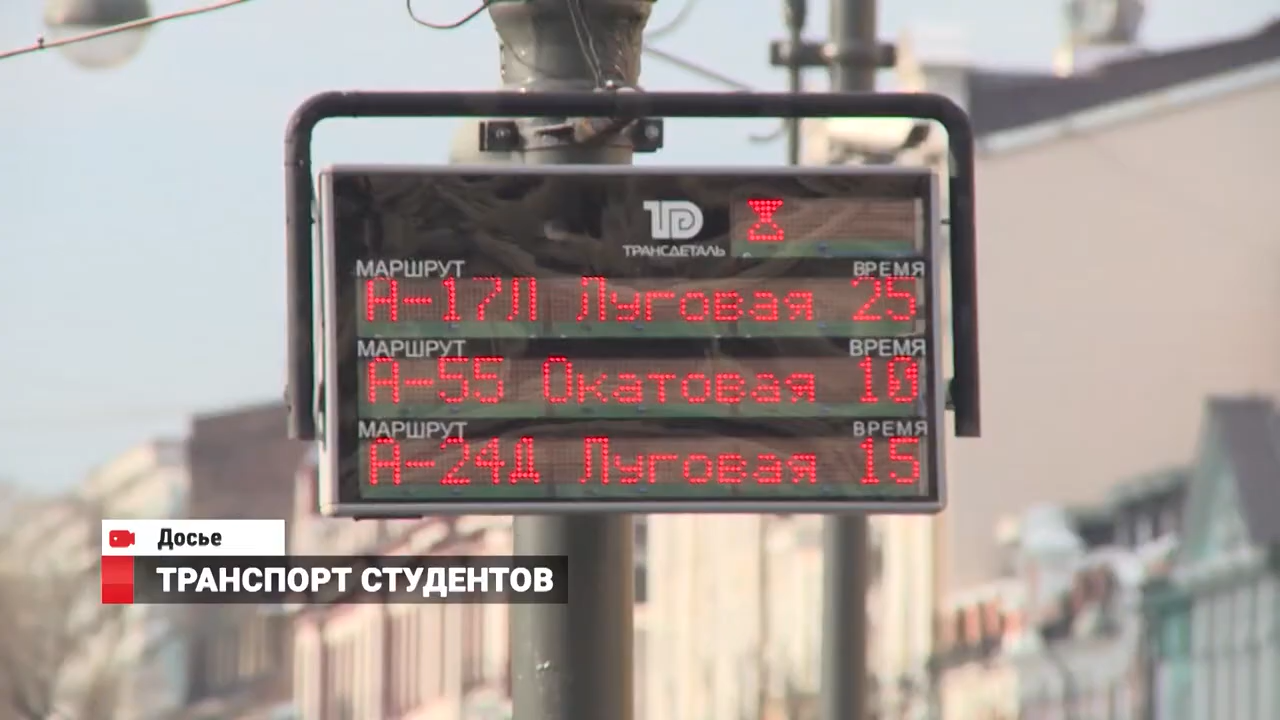 ТРАНСДЕТАЛЬ
МАРШРУТ ВРЕМЯ
А-17Л Луговая 25
МАРШРУТ ВРЕМЯ
А-55 Окатовая 10
МАРШРУТ ВРЕМЯ
А-24Д Луговая 15
Досье
ТРАНСПОРТ СТУДЕНТОВ